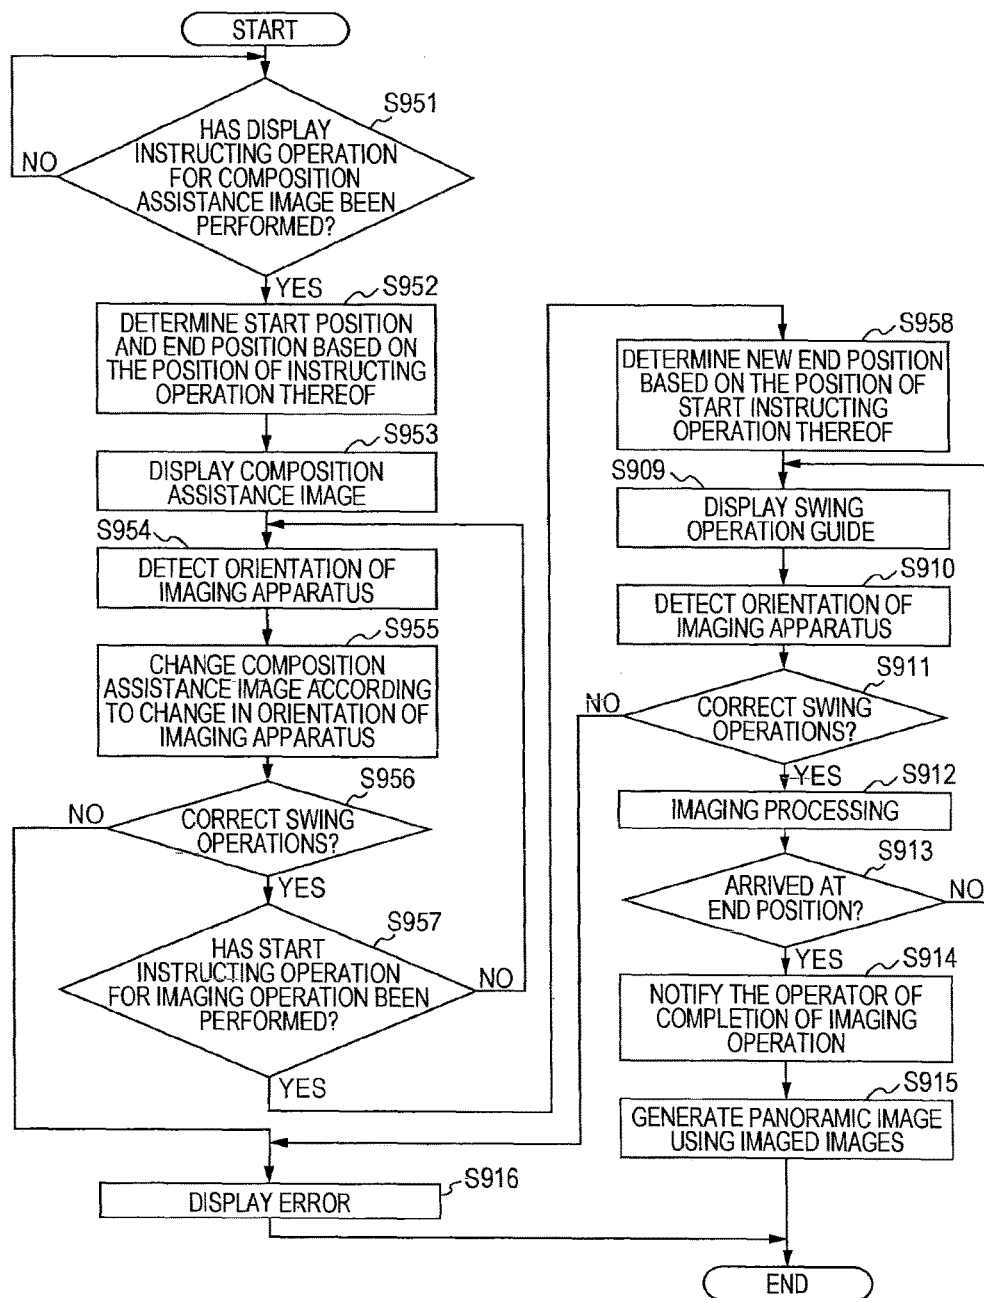 START
S951
HAS DISPLAY
INSTRUCTING OPERATION
FOR COMPOSITION
ASSISTANCE IMAGE BEEN
PERFORMED?
NO
YES
S952
DETERMINE START POSITION
AND END POSITION BASED ON
THE POSITION OF INSTRUCTING
OPERATION THEREOF
S953
DISPLAY COMPOSITION
ASSISTANCE IMAGE
S954
DETECT ORIENTATION OF
IMAGING APPARATUS
S955
CHANGE COMPOSITION
ASSISTANCE IMAGE ACCORDING
TO CHANGE IN ORIENTATION OF
IMAGING APPARATUS
S956
NO
CORRECT SWING
OPERATIONS?
YES
S957
HAS START
INSTRUCTING OPERATION
FOR IMAGING OPERATION BEEN
PERFORMED?
NO
YES
S958
DETERMINE NEW END POSITION
BASED ON THE POSITION OF
START INSTRUCTING
OPERATION THEREOF
S909
DISPLAY SWING
OPERATION GUIDE
S910
DETECT ORIENTATION OF
IMAGING APPARATUS
S911
NO
CORRECT SWING
OPERATIONS?
YES
S912
IMAGING PROCESSING
S913
ARRIVED AT
END POSITION?
NO
YES
S914
NOTIFY THE OPERATOR OF
COMPLETION OF IMAGING
OPERATION
S915
GENERATE PANORAMIC IMAGE
USING IMAGED IMAGES
S916
DISPLAY ERROR
END